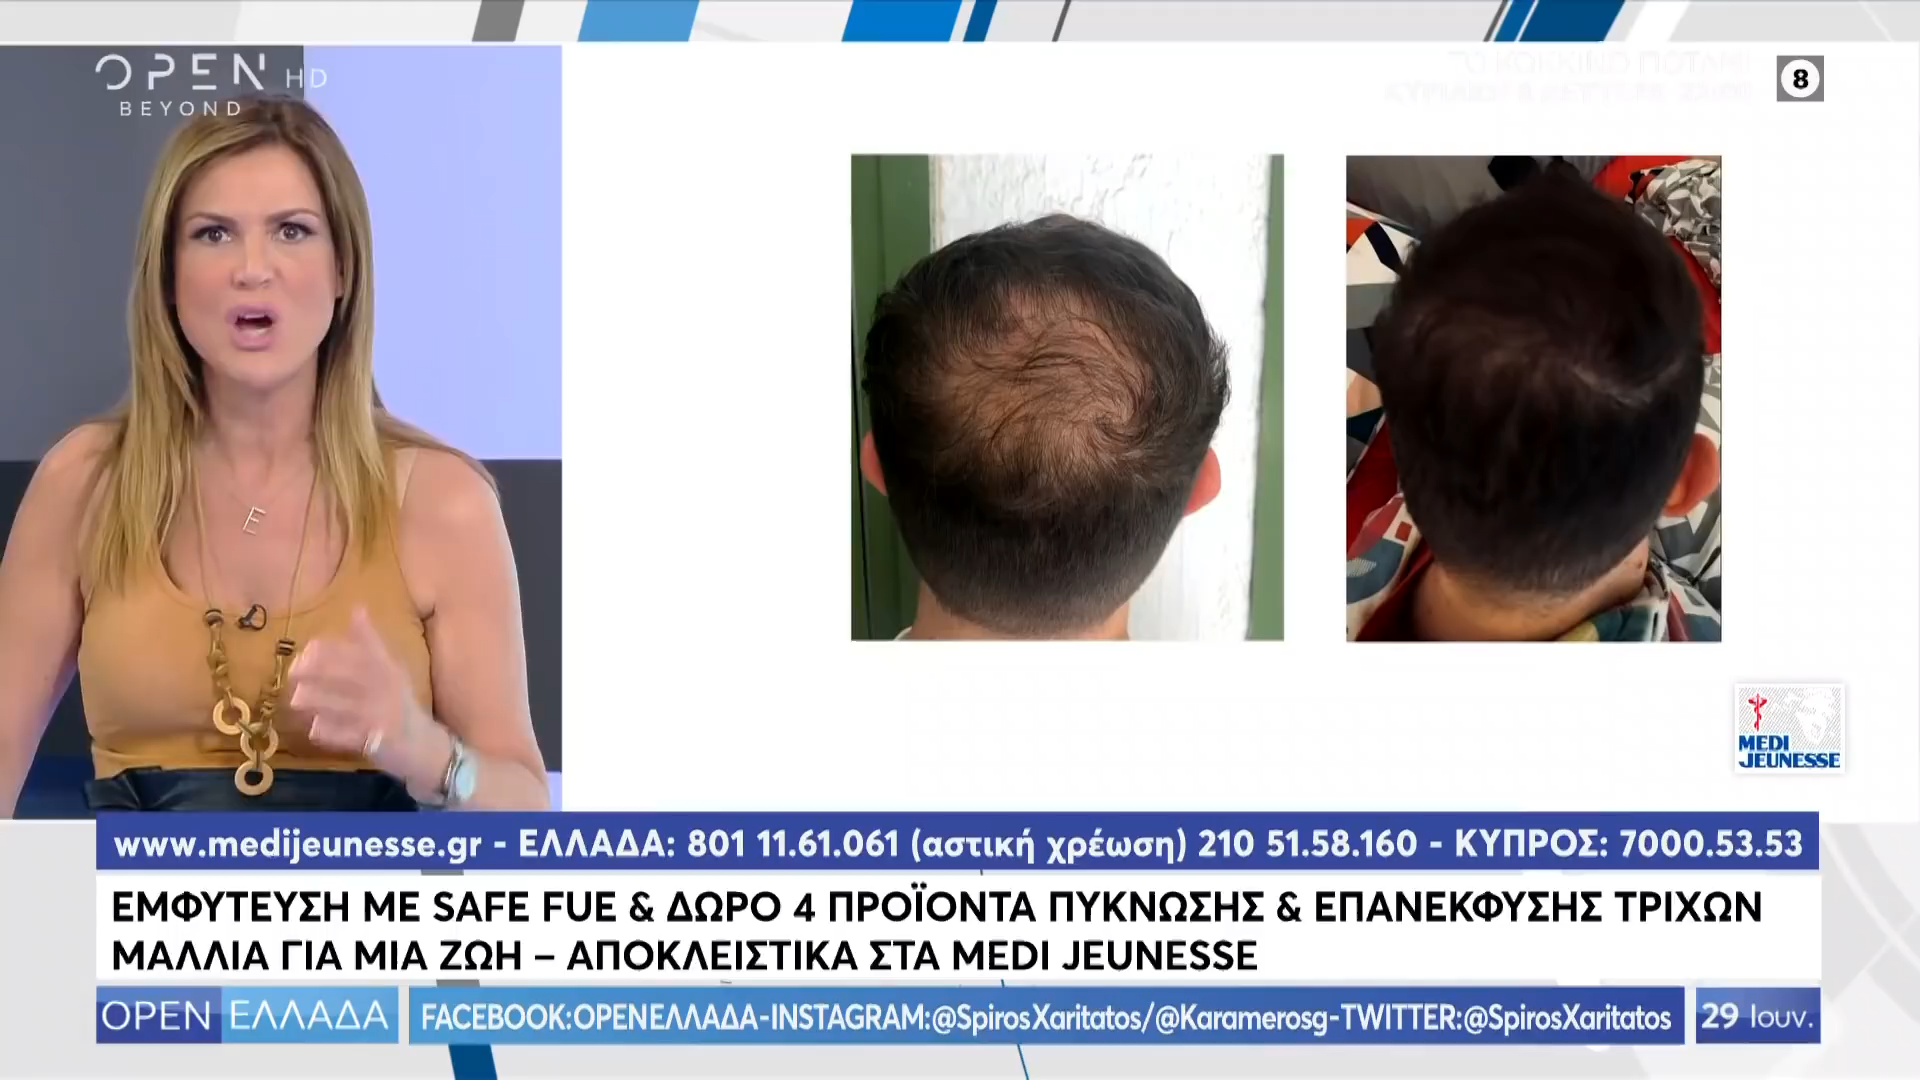 OPEN HD
BEYOND
8
E
MEDI
JEUNESSE
www.medijeunesse.gr - ΕΛΛΑΔΑ: 801 11.61.061 (αστική χρέωση) 210 51.58.160 - ΚΥΠΡΟΣ: 7000.53.53
ΕΜΦΥΤΕΥΣΗ ΜΕ SAFE FUE & ΔΩΡΟ 4 ΠΡΟΪΟΝΤΑ ΠΥΚΝΩΣΗΣ & ΕΠΑΝΕΚΦΥΣΗΣ ΤΡΙΧΩΝ
ΜΑΛΛΙΑ ΓΙΑ ΜΙΑ ΖΩΗ – ΑΠΟΚΛΕΙΣΤΙΚΑ ΣΤΑ MEDI JEUNESSE
OPEN ΕΛΛΑΔΑ FACEBOOK:OPENΕΛΛΑΔΑ-INSTAGRAM:@SpirosXaritatos/@Karamerosg-TWITTER:@SpirosXaritatos 29 Ιουν.